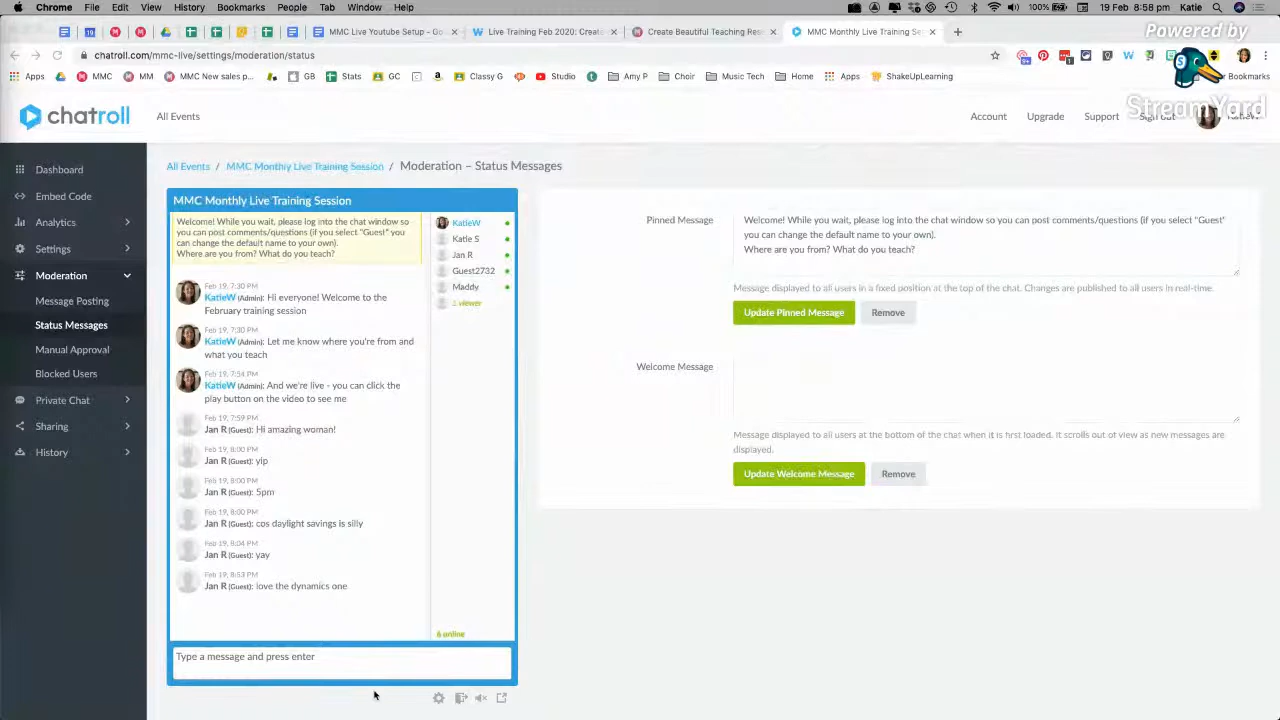 Chrome File Edit View History Bookmarks People Tab Window Help 100% 19 Feb 8:58 pm Katie
MMC Live Youtube Setup - Go Live Training Feb 2020: Creat Create Beautiful Teaching Res MMC Monthly Live Training Se
Powered by
chatroll.com/mmc-live/settings/moderation/status
Apps MMC MM MMC New sales p... GB Stats GC Classy G Studio Amy P Choir Music Tech Home Apps ShakeUpLearning Bookmarks
StreamYard
chatroll All Events Account Upgrade Support Sign out
Dashboard
Embed Code
Analytics
Settings
Moderation
Message Posting
Status Messages
Manual Approval
Blocked Users
Private Chat
Sharing
History
All Events / MMC Monthly Live Training Session / Moderation – Status Messages
MMC Monthly Live Training Session
Welcome! While you wait, please log into the chat window so
you can post comments/questions (if you select "Guest" you
can change the default name to your own).
Where are you from? What do you teach?
Feb 19, 7:30 PM
KatieW (Admin): Hi everyone! Welcome to the
February training session
Feb 19, 7:30 PM
KatieW (Admin): Let me know where you're from and
what you teach
Feb 19, 7:54 PM
KatieW (Admin): And we're live - you can click the
play button on the video to see me
Feb 19, 7:59 PM
Jan R (Guest): Hi amazing woman!
Feb 19, 8:00 PM
Jan R (Guest): yip
Feb 19, 8:00 PM
Jan R (Guest): 5pm
Feb 19, 8:00 PM
Jan R (Guest): cos daylight savings is silly
Feb 19, 8:04 PM
Jan R (Guest): yay
Feb 19, 8:53 PM
Jan R (Guest): love the dynamics one
KatieW
Katie S
Jan R
Guest2732
Maddy
1 viewer
6 online
Type a message and press enter
Pinned Message
Welcome! While you wait, please log into the chat window so you can post comments/questions (if you select "Guest"
you can change the default name to your own).
Where are you from? What do you teach?
Message displayed to all users in a fixed position at the top of the chat. Changes are published to all users in real-time.
Update Pinned Message Remove
Welcome Message
Message displayed to all users at the bottom of the chat when it is first loaded. It scrolls out of view as new messages are
displayed.
Update Welcome Message Remove